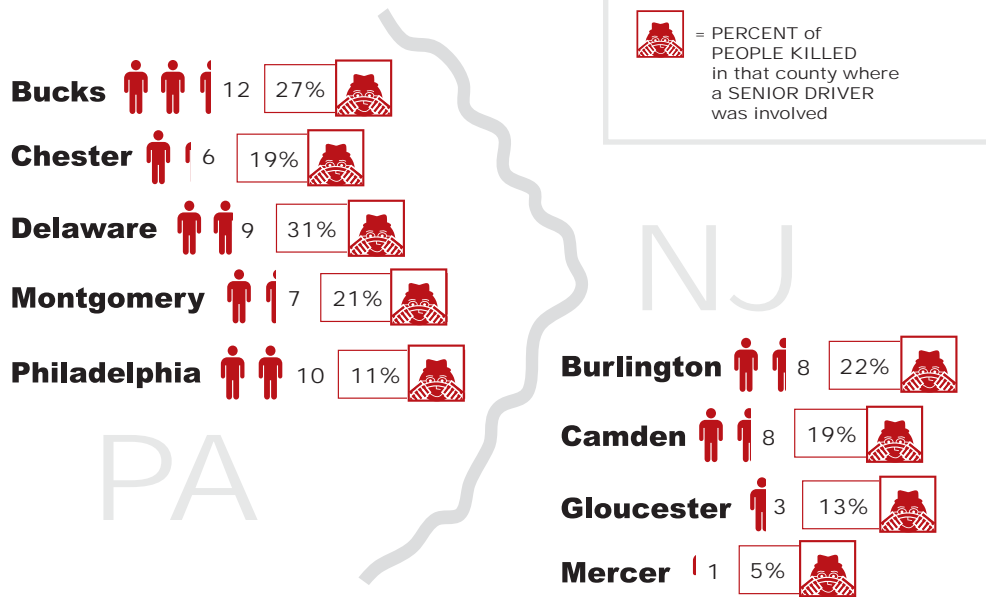 = PERCENT of
PEOPLE KILLED
in that county where
a SENIOR DRIVER
was involved
Bucks 12 27%
Chester 6 19%
Delaware 9 31%
Montgomery 7 21%
Philadelphia 10 11%
PA
NJ
Burlington 8 22%
Camden 8 19%
Gloucester 3 13%
Mercer 1 5%